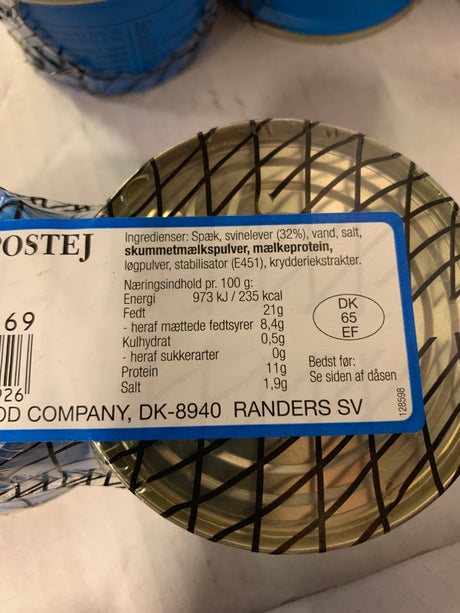 POSTEJ
Ingredienser: Spæk, svinelever (32%), vand, salt,
skummetmælkspulver, mælkeprotein,
løgpulver, stabilisator (E451), krydderiekstrakter.
Næringsindhold pr. 100 g:
Energi 973 kJ / 235 kcal
Fedt 21g
- heraf mættede fedtsyrer 8,4g
Kulhydrat 0,5g
- heraf sukkerarter 0g
Protein 11g
Salt 1,9g
DK
65
EF
Bedst før:
Se siden af dåsen
128598
69
926
OD COMPANY, DK-8940 RANDERS SV